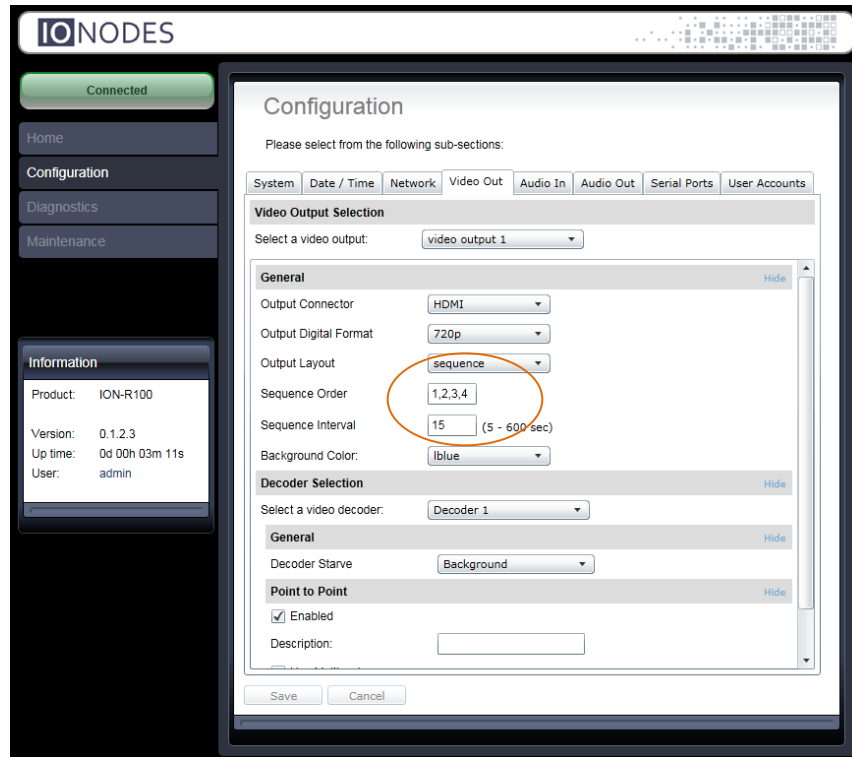 IONODES
Connected
Home
Configuration
Diagnostics
Maintenance
Information
Product: ION-R100
Version: 0.1.2.3
Up time: 0d 00h 03m 11s
User: admin
Configuration
Please select from the following sub-sections:
System Date / Time Network Video Out Audio In Audio Out Serial Ports User Accounts
Video Output Selection
Select a video output: video output 1
General Hide
Output Connector HDMI
Output Digital Format 720p
Output Layout sequence
Sequence Order 1,2,3,4
Sequence Interval 15 (5 - 600 sec)
Background Color: lblue
Decoder Selection Hide
Select a video decoder: Decoder 1
General Hide
Decoder Starve Background
Point to Point Hide
Enabled
Description:
Save Cancel